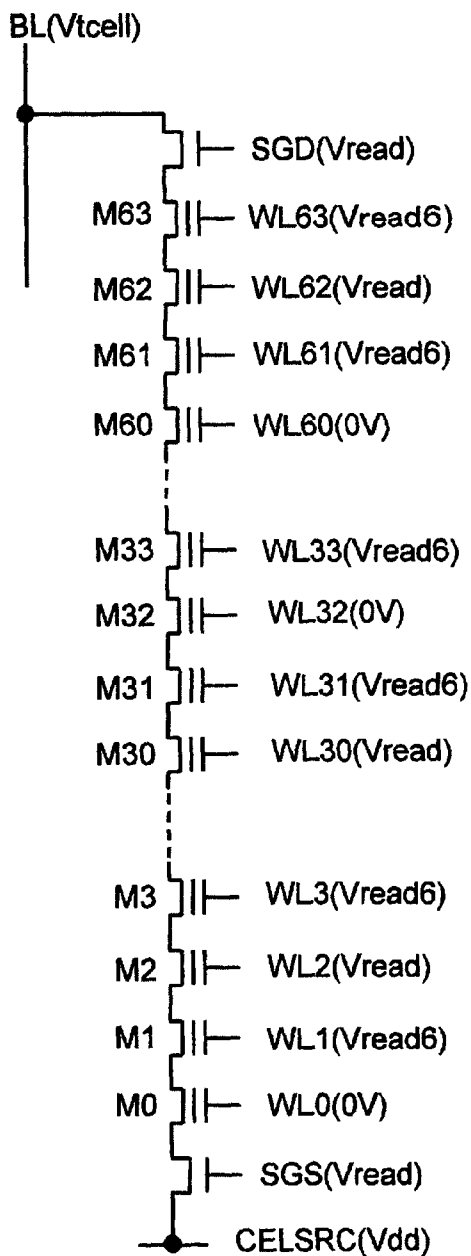 BL(Vtcell)
SGD(Vread)
M63 WL63(Vread6)
M62 WL62(Vread)
M61 WL61(Vread6)
M60 WL60(0V)
M33 WL33(Vread6)
M32 WL32(0V)
M31 WL31(Vread6)
M30 WL30(Vread)
M3 WL3(Vread6)
M2 WL2(Vread)
M1 WL1(Vread6)
M0 WL0(0V)
SGS(Vread)
CELSRC(Vdd)